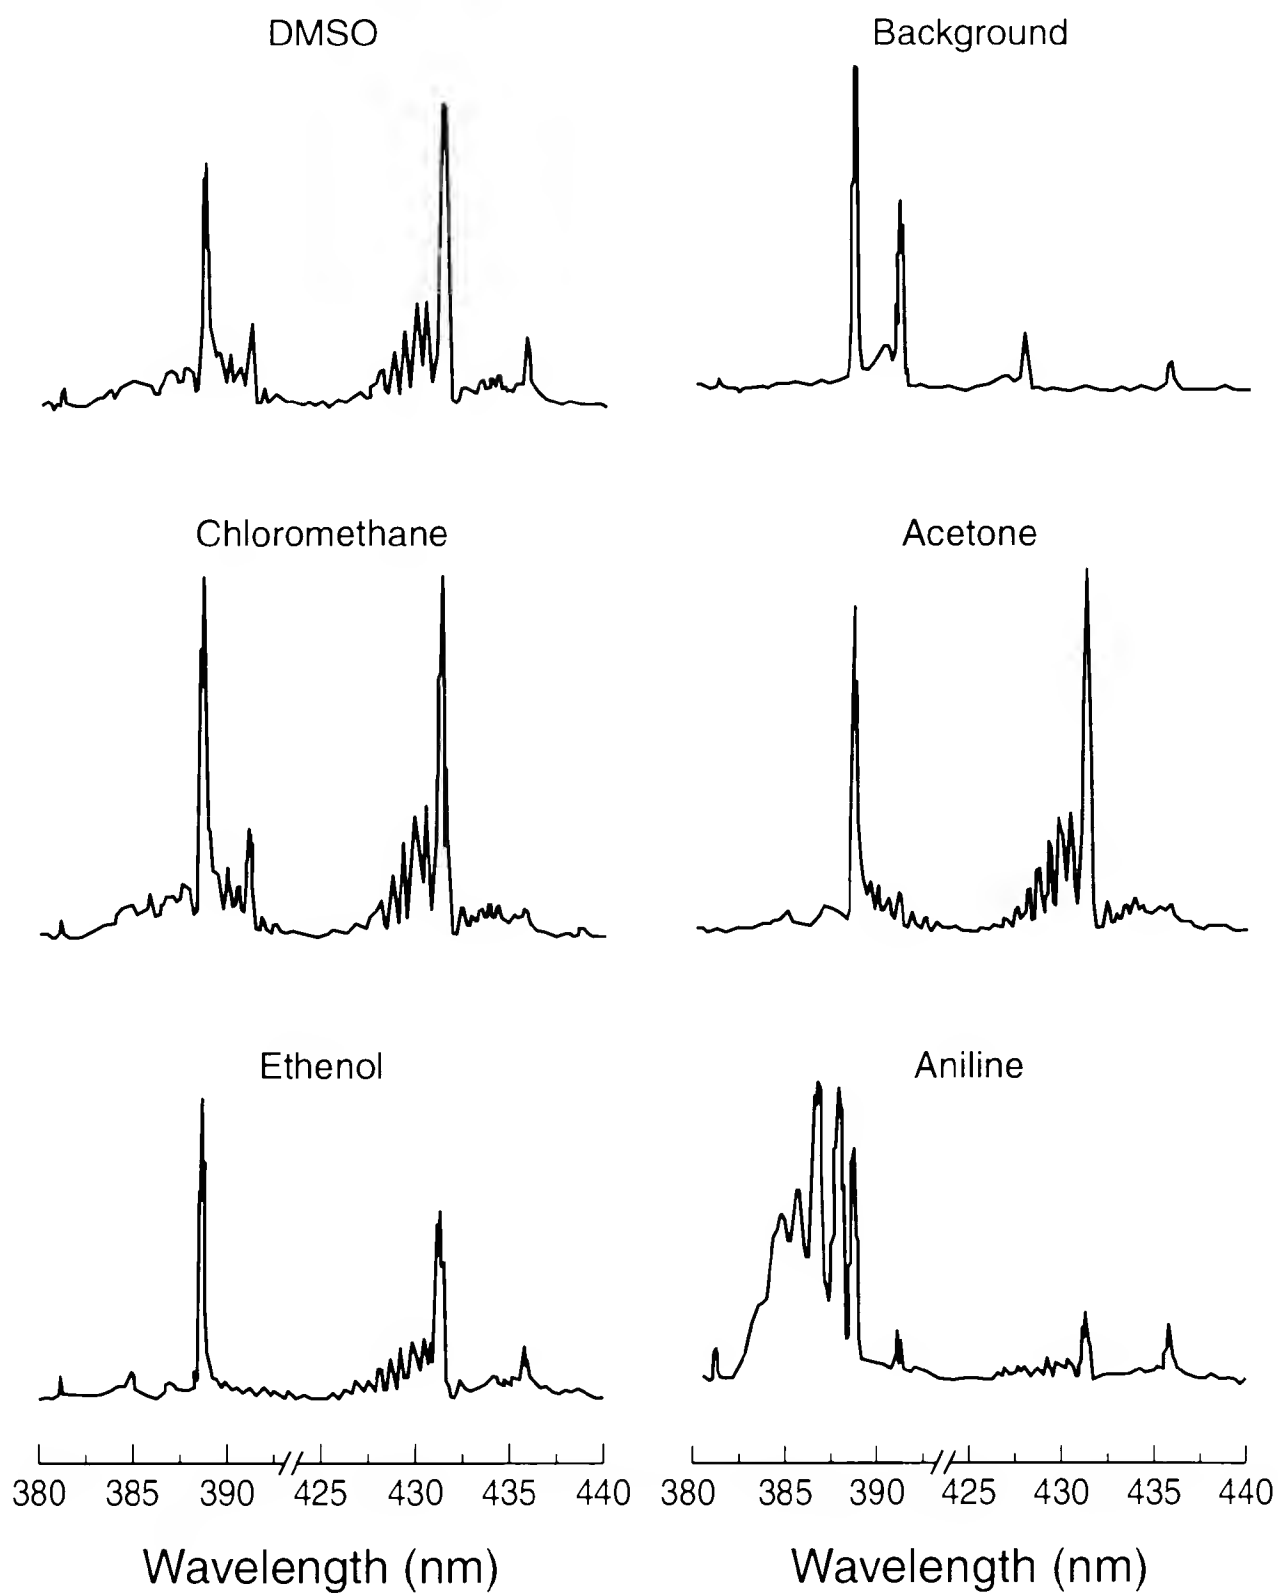 DMSO
Background
Chloromethane
Acetone
Ethenol
Aniline
380 385 390 425 430 435 440
380 385 390 425 430 435 440
Wavelength (nm)
Wavelength (nm)